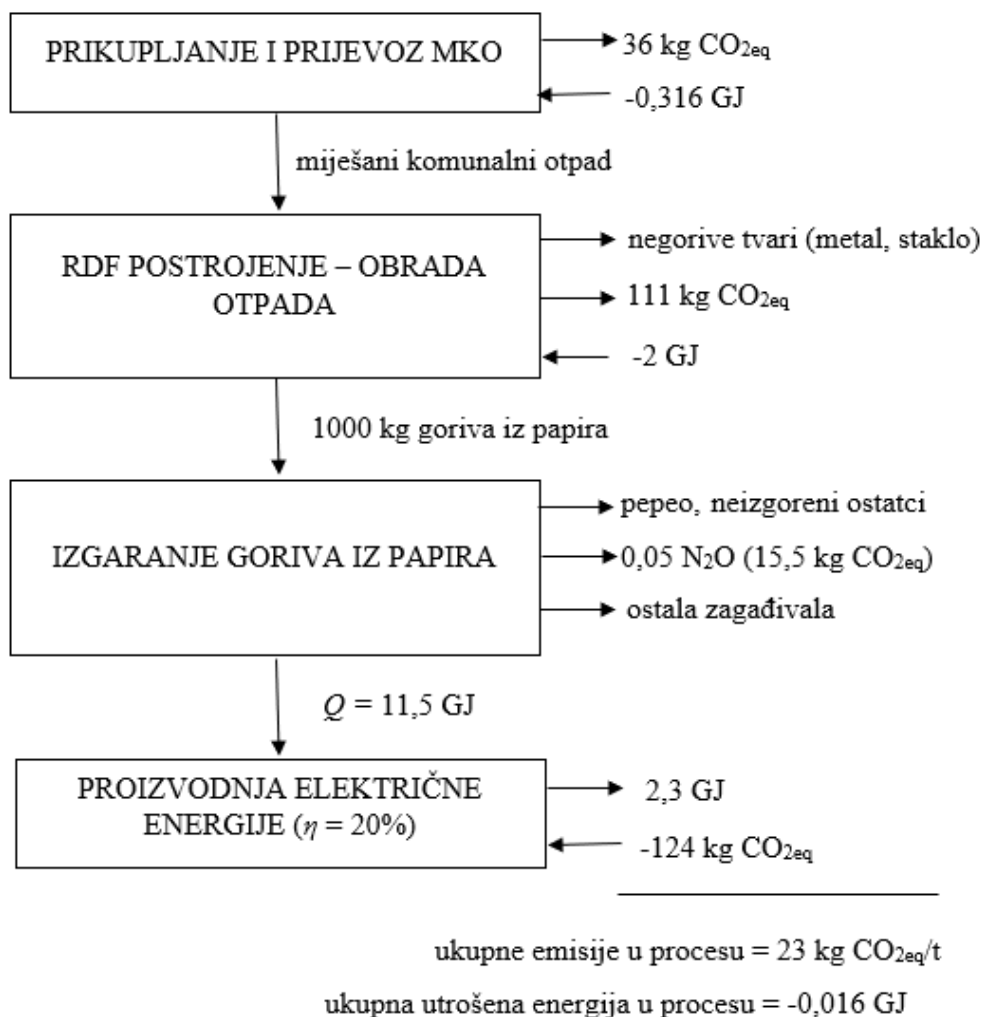 PRIKUPLJANJE I PRIJEVOZ MKO
36 kg CO2eq
-0,316 GJ
miješani komunalni otpad
RDF POSTROJENJE – OBRADA
OTPADA
negorive tvari (metal, staklo)
111 kg CO2eq
-2 GJ
1000 kg goriva iz papira
IZGARANJE GORIVA IZ PAPIRA
pepeo, neizgoreni ostatci
0,05 N2O (15,5 kg CO2eq)
ostala zagađivala
Q = 11,5 GJ
PROIZVODNJA ELEKTRIČNE
ENERGIJE (η = 20%)
2,3 GJ
-124 kg CO2eq
ukupne emisije u procesu = 23 kg CO2eq/t
ukupna utrošena energija u procesu = -0,016 GJ